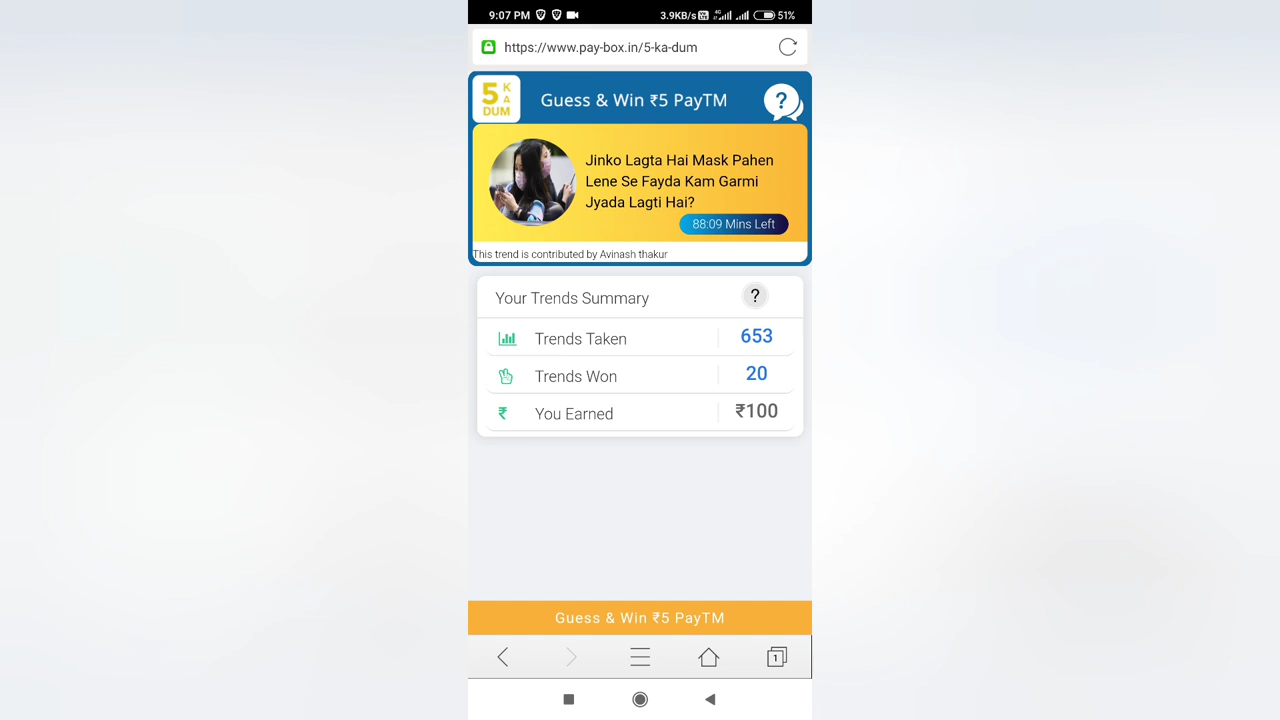 9:07 PM 3.9KB/s 4G 51%
https://www.pay-box.in/5-ka-dum
5 KA DUM
Guess & Win ₹5 PayTM
?
Jinko Lagta Hai Mask Pahen
Lene Se Fayda Kam Garmi
Jyada Lagti Hai?
88:09 Mins Left
This trend is contributed by Avinash thakur
Your Trends Summary ?
Trends Taken 653
Trends Won 20
₹ You Earned ₹100
Guess & Win ₹5 PayTM
1